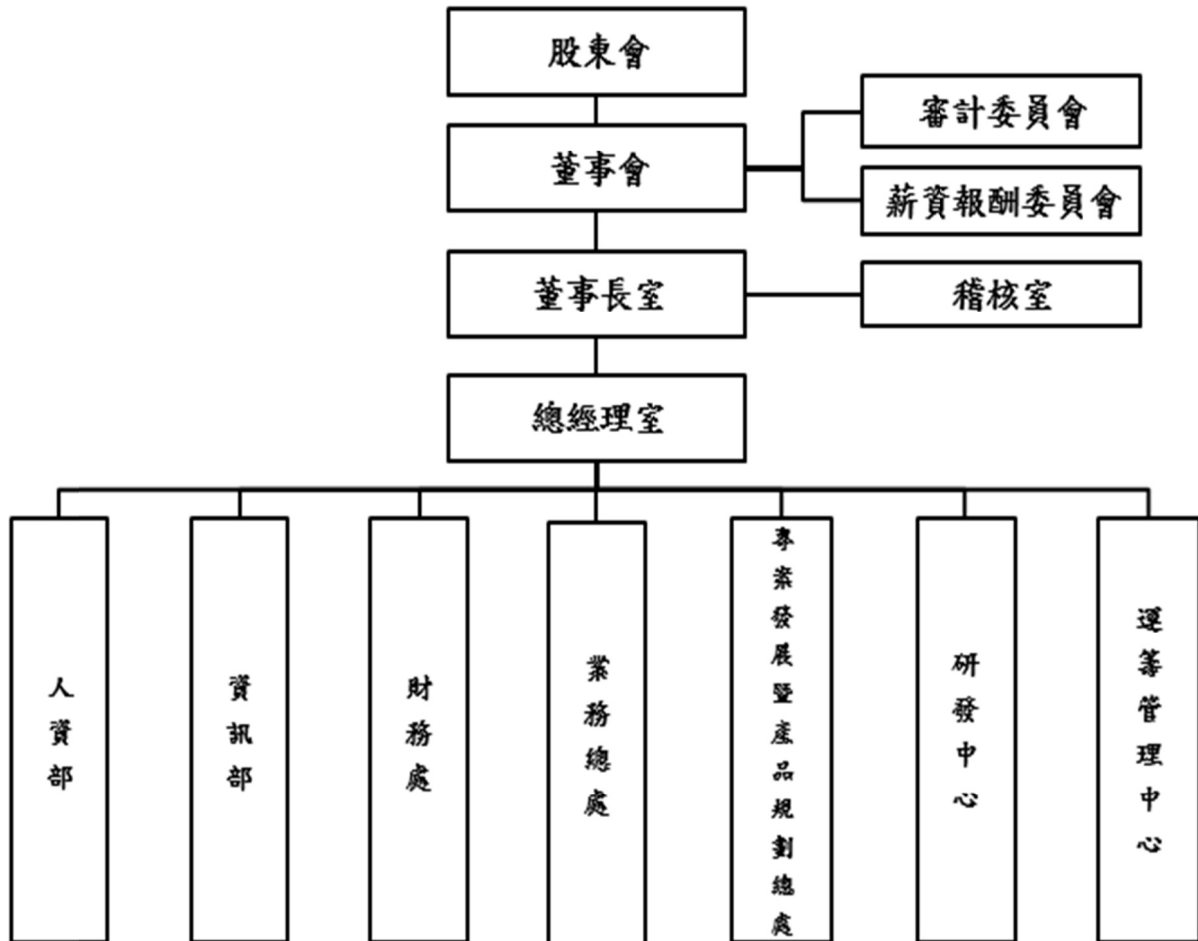 股東會
審計委員會
董事會
薪資報酬委員會
董事長室
稽核室
總經理室
人資部
資訊部
財務處
業務總處
專案發展暨產品規劃總處
研發中心
運籌管理中心